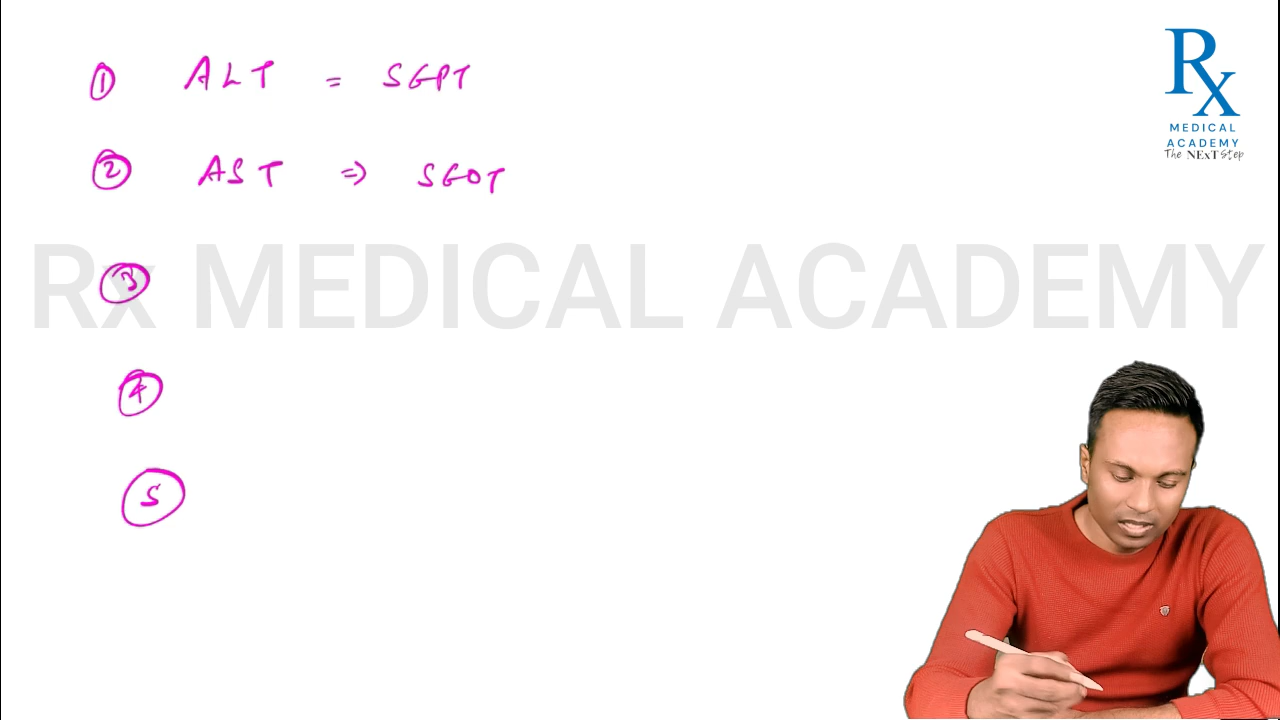 ① ALT = SGPT
② AST => SGOT
③
④
⑤
Rx
MEDICAL
ACADEMY
The NExT Step
Rx MEDICAL ACADEMY